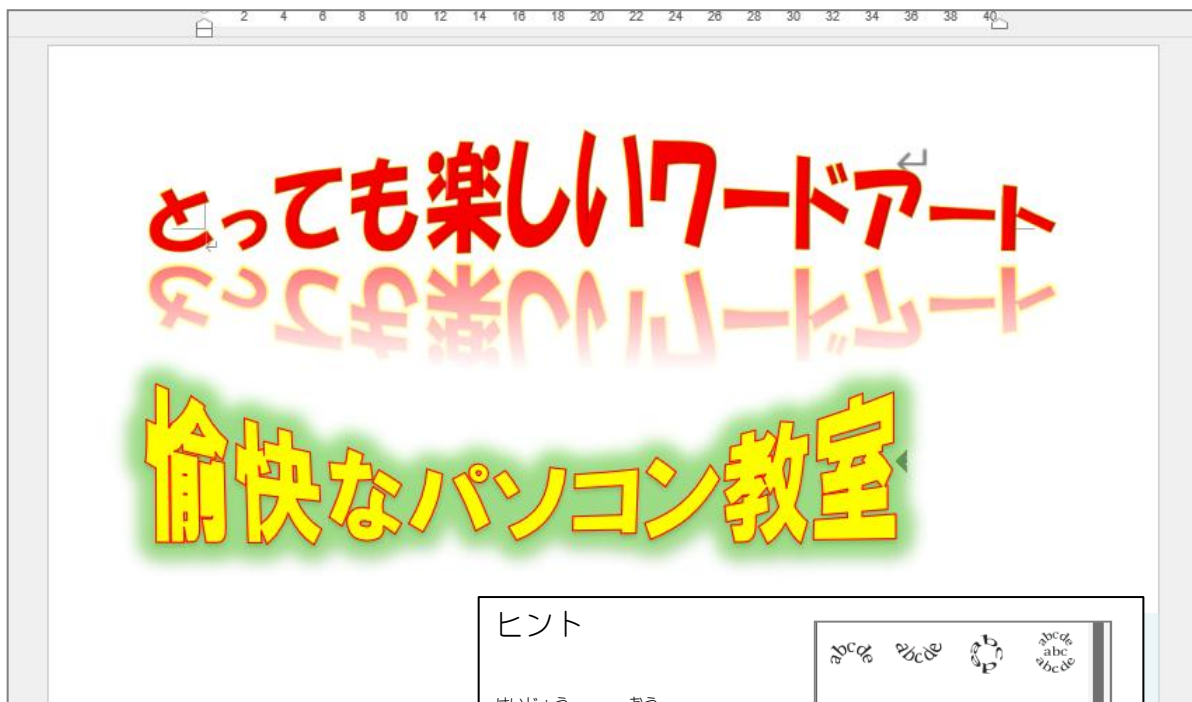 2 4 6 8 10 12 14 16 18 20 22 24 26 28 30 32 34 36 38 40
とっても楽しいワードアート
愉快なパソコン教室
ヒント
abcde abcde abcde abcde
abc
abcde